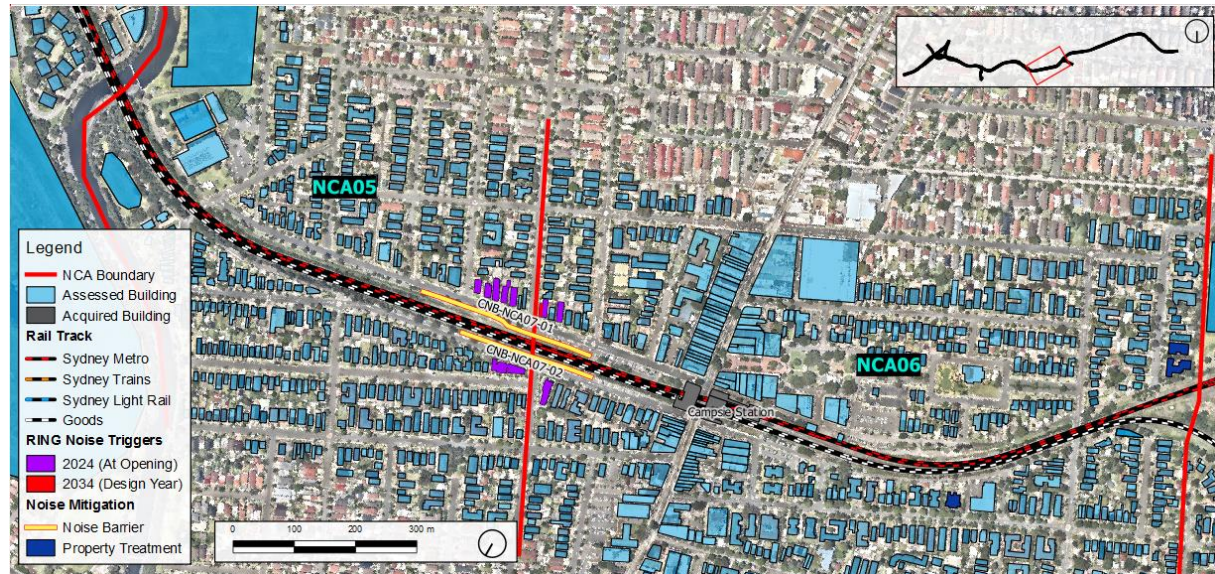 NCA05
CNB-NCA07-01
CNB-NCA07-02
NCA06
Campsie Station
Legend
NCA Boundary
Assessed Building
Acquired Building
Rail Track
Sydney Metro
Sydney Trains
Sydney Light Rail
Goods
RING Noise Triggers
2024 (At Opening)
2034 (Design Year)
Noise Mitigation
Noise Barrier
Property Treatment
0 100 200 300 m